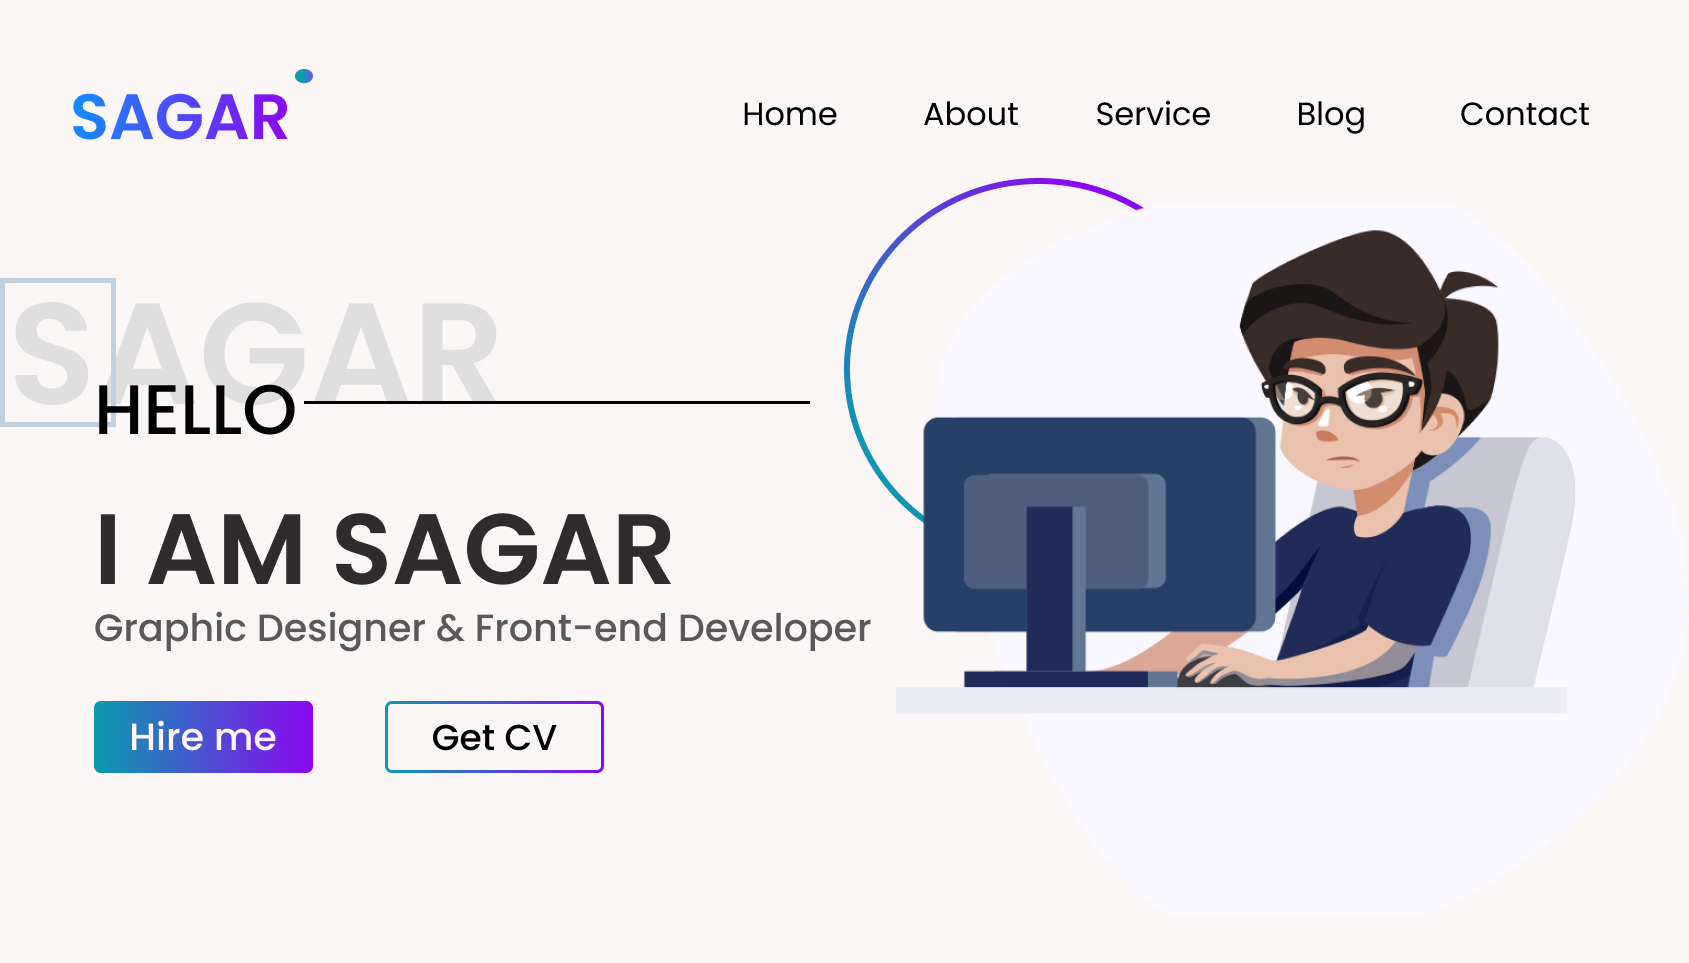 SAGAR
Home About Service Blog Contact
SAGAR
HELLO
I AM SAGAR
Graphic Designer & Front-end Developer
Hire me Get CV